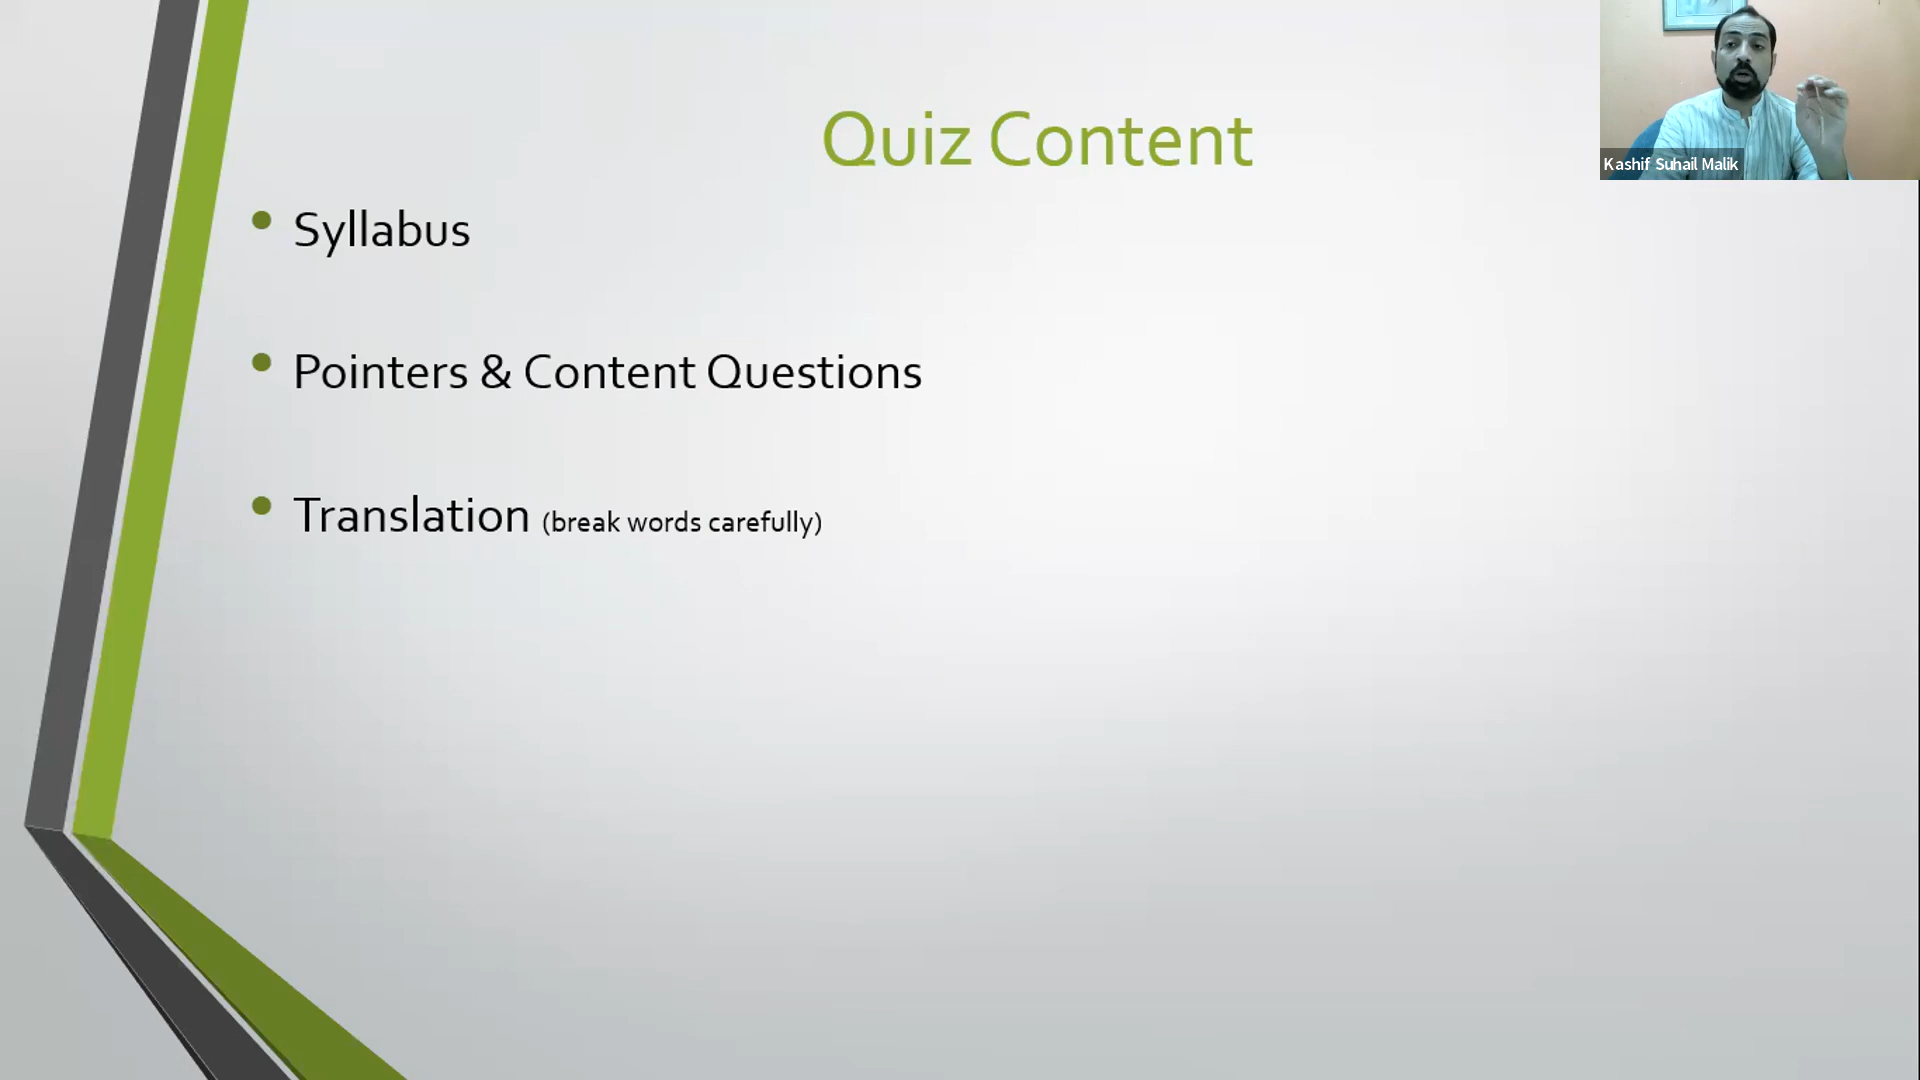 Quiz Content
Kashif Suhail Malik
Syllabus
Pointers & Content Questions
Translation (break words carefully)